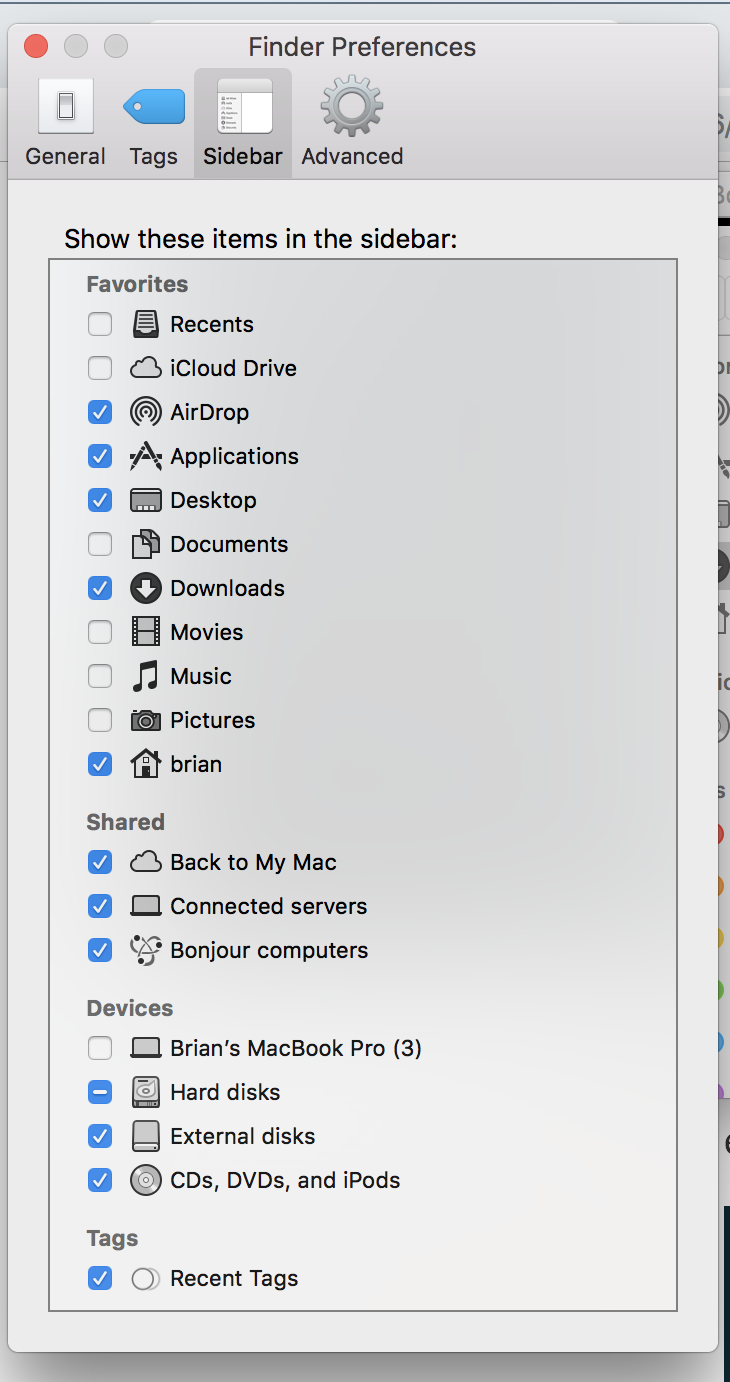 Finder Preferences
General
Tags
Sidebar
Advanced
Show these items in the sidebar:
Favorites
Recents
iCloud Drive
AirDrop
Applications
Desktop
Documents
Downloads
Movies
Music
Pictures
brian
Shared
Back to My Mac
Connected servers
Bonjour computers
Devices
Brian’s MacBook Pro (3)
Hard disks
External disks
CDs, DVDs, and iPods
Tags
Recent Tags